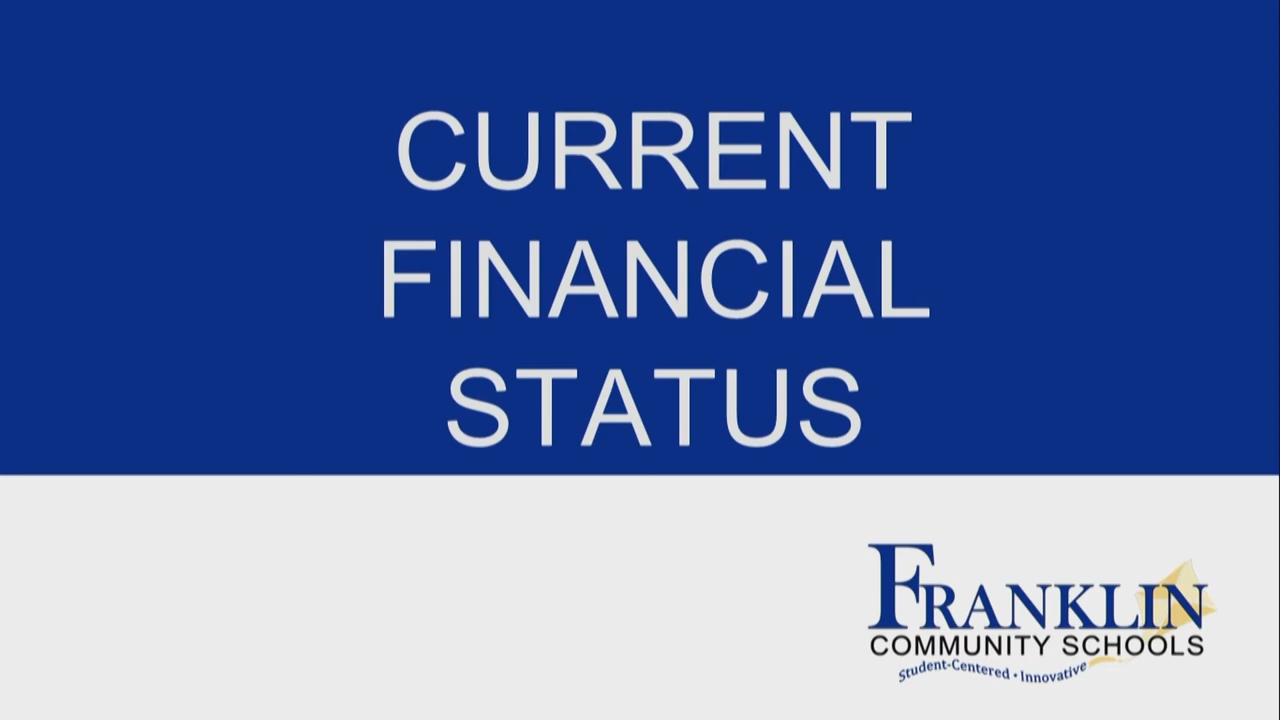 CURRENT
FINANCIAL
STATUS
FRANKLIN
COMMUNITY SCHOOLS
Student-Centered • Innovative